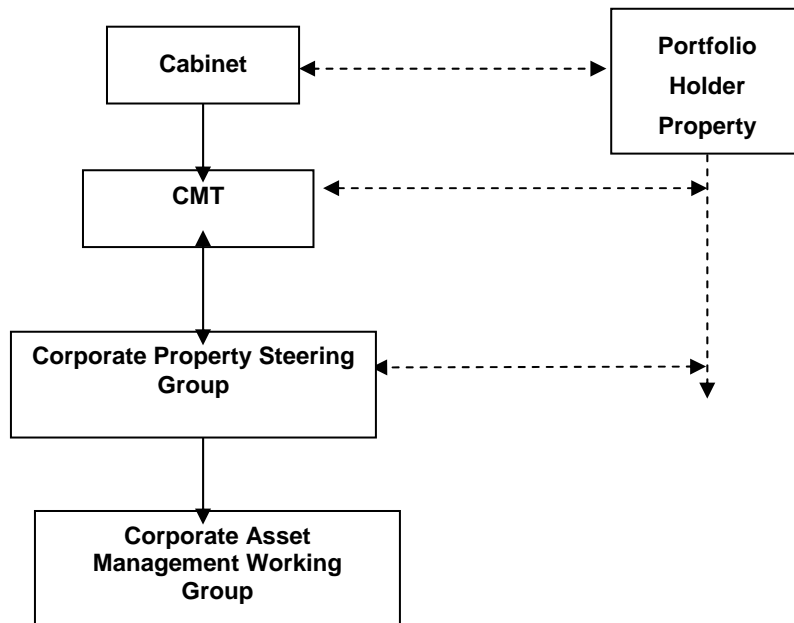 Cabinet
Portfolio
Holder
Property
CMT
Corporate Property Steering
Group
Corporate Asset
Management Working
Group